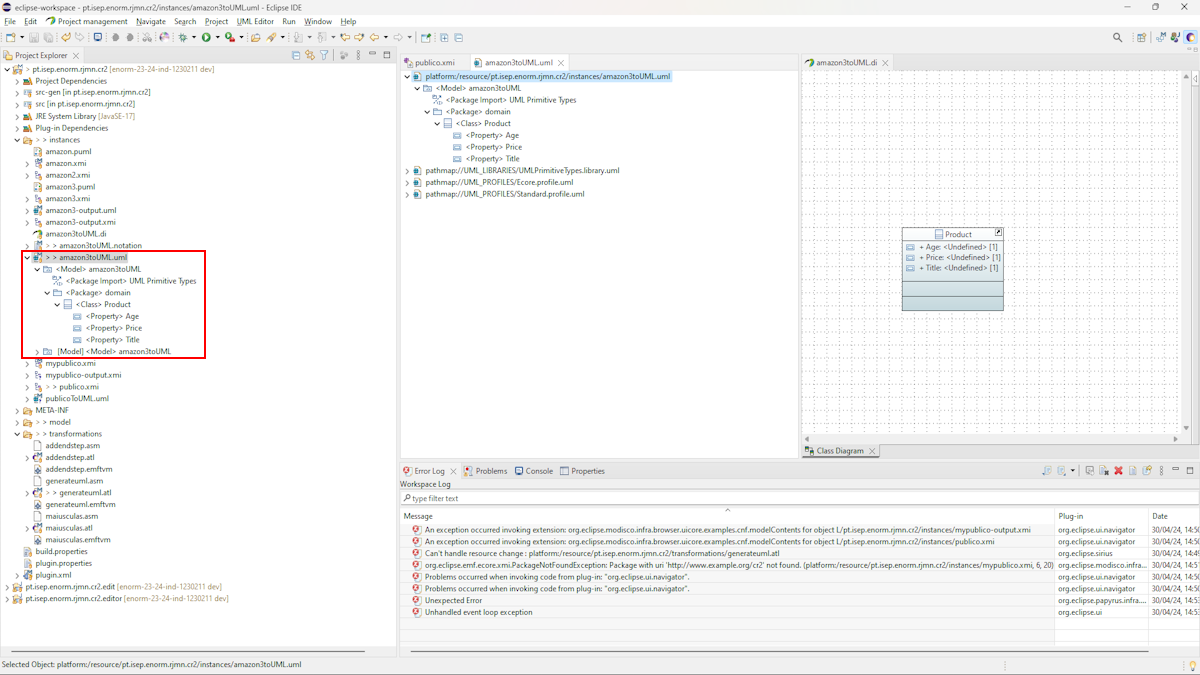 eclipse-workspace - pt.isep.enorm.rjmn.cr2/instances/amazon3toUML.uml - Eclipse IDE
File Edit Project management Navigate Search Project UML Editor Run Window Help
Project Explorer
> pt.isep.enorm.rjmn.cr2 [enorm-23-24-ind-1230211 dev]
Project Dependencies
src-gen [in pt.isep.enorm.rjmn.cr2]
src [in pt.isep.enorm.rjmn.cr2]
JRE System Library [JavaSE-17]
Plug-in Dependencies
> > instances
amazon.puml
amazon.xmi
amazon2.xmi
amazon3.puml
amazon3.xmi
amazon3-output.uml
amazon3-output.xmi
amazon3toUML.di
> > amazon3toUML.notation
> > amazon3toUML.uml
<Model> amazon3toUML
<Package Import> UML Primitive Types
<Package> domain
<Class> Product
<Property> Age
<Property> Price
<Property> Title
[Model] <Model> amazon3toUML
mypublico.xmi
mypublico-output.xmi
> > publico.xmi
publicoToUML.uml
META-INF
> > model
> > transformations
addendstep.asm
addendstep.atl
addendstep.emftvm
generateuml.asm
> > generateuml.atl
generateuml.emftvm
maiusculas.asm
maiusculas.atl
maiusculas.emftvm
build.properties
plugin.properties
plugin.xml
pt.isep.enorm.rjmn.cr2.edit [enorm-23-24-ind-1230211 dev]
pt.isep.enorm.rjmn.cr2.editor [enorm-23-24-ind-1230211 dev]
publico.xmi amazon3toUML.uml
platform:/resource/pt.isep.enorm.rjmn.cr2/instances/amazon3toUML.uml
<Model> amazon3toUML
<Package Import> UML Primitive Types
<Package> domain
<Class> Product
<Property> Age
<Property> Price
<Property> Title
pathmap://UML_LIBRARIES/UMLPrimitiveTypes.library.uml
pathmap://UML_PROFILES/Ecore.profile.uml
pathmap://UML_PROFILES/Standard.profile.uml
amazon3toUML.di
Product
+ Age: <Undefined> [1]
+ Price: <Undefined> [1]
+ Title: <Undefined> [1]
Class Diagram
Error Log Problems Console Properties
Workspace Log
type filter text
Message Plug-in Date
An exception occurred invoking extension: org.eclipse.modisco.infra.browser.uicore.examples.cnf.modelContents for object L/pt.isep.enorm.rjmn.cr2/instances/mypublico-output.xmi org.eclipse.ui.navigator 30/04/24, 14:50
An exception occurred invoking extension: org.eclipse.modisco.infra.browser.uicore.examples.cnf.modelContents for object L/pt.isep.enorm.rjmn.cr2/instances/publico.xmi org.eclipse.ui.navigator 30/04/24, 14:50
Can't handle resource change : platform:/resource/pt.isep.enorm.rjmn.cr2/transformations/generateuml.atl org.eclipse.sirius 30/04/24, 14:49
org.eclipse.emf.ecore.xmi.PackageNotFoundException: Package with uri 'http://www.example.org/cr2' not found. (platform:/resource/pt.isep.enorm.rjmn.cr2/instances/mypublico.xmi, 6, 20) org.eclipse.modisco.infra... 30/04/24, 14:5
Problems occurred when invoking code from plug-in: "org.eclipse.ui.navigator". org.eclipse.ui.navigator 30/04/24, 14:50
Problems occurred when invoking code from plug-in: "org.eclipse.ui.navigator". org.eclipse.ui.navigator 30/04/24, 14:50
Unexpected Error org.eclipse.papyrus.infra.... 30/04/24, 14:53
Unhandled event loop exception org.eclipse.ui 30/04/24, 14:53
Selected Object: platform:/resource/pt.isep.enorm.rjmn.cr2/instances/amazon3toUML.uml